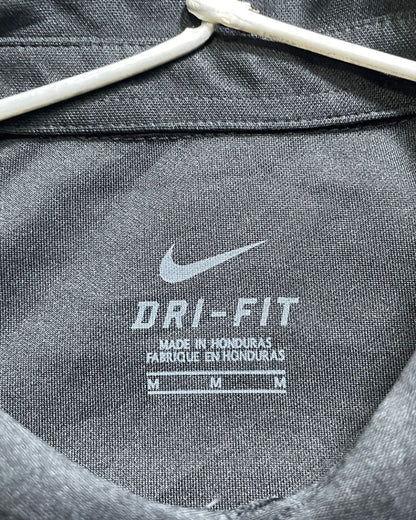 DRI-FIT
MADE IN HONDURAS
FABRIQUE EN HONDURAS
M M M